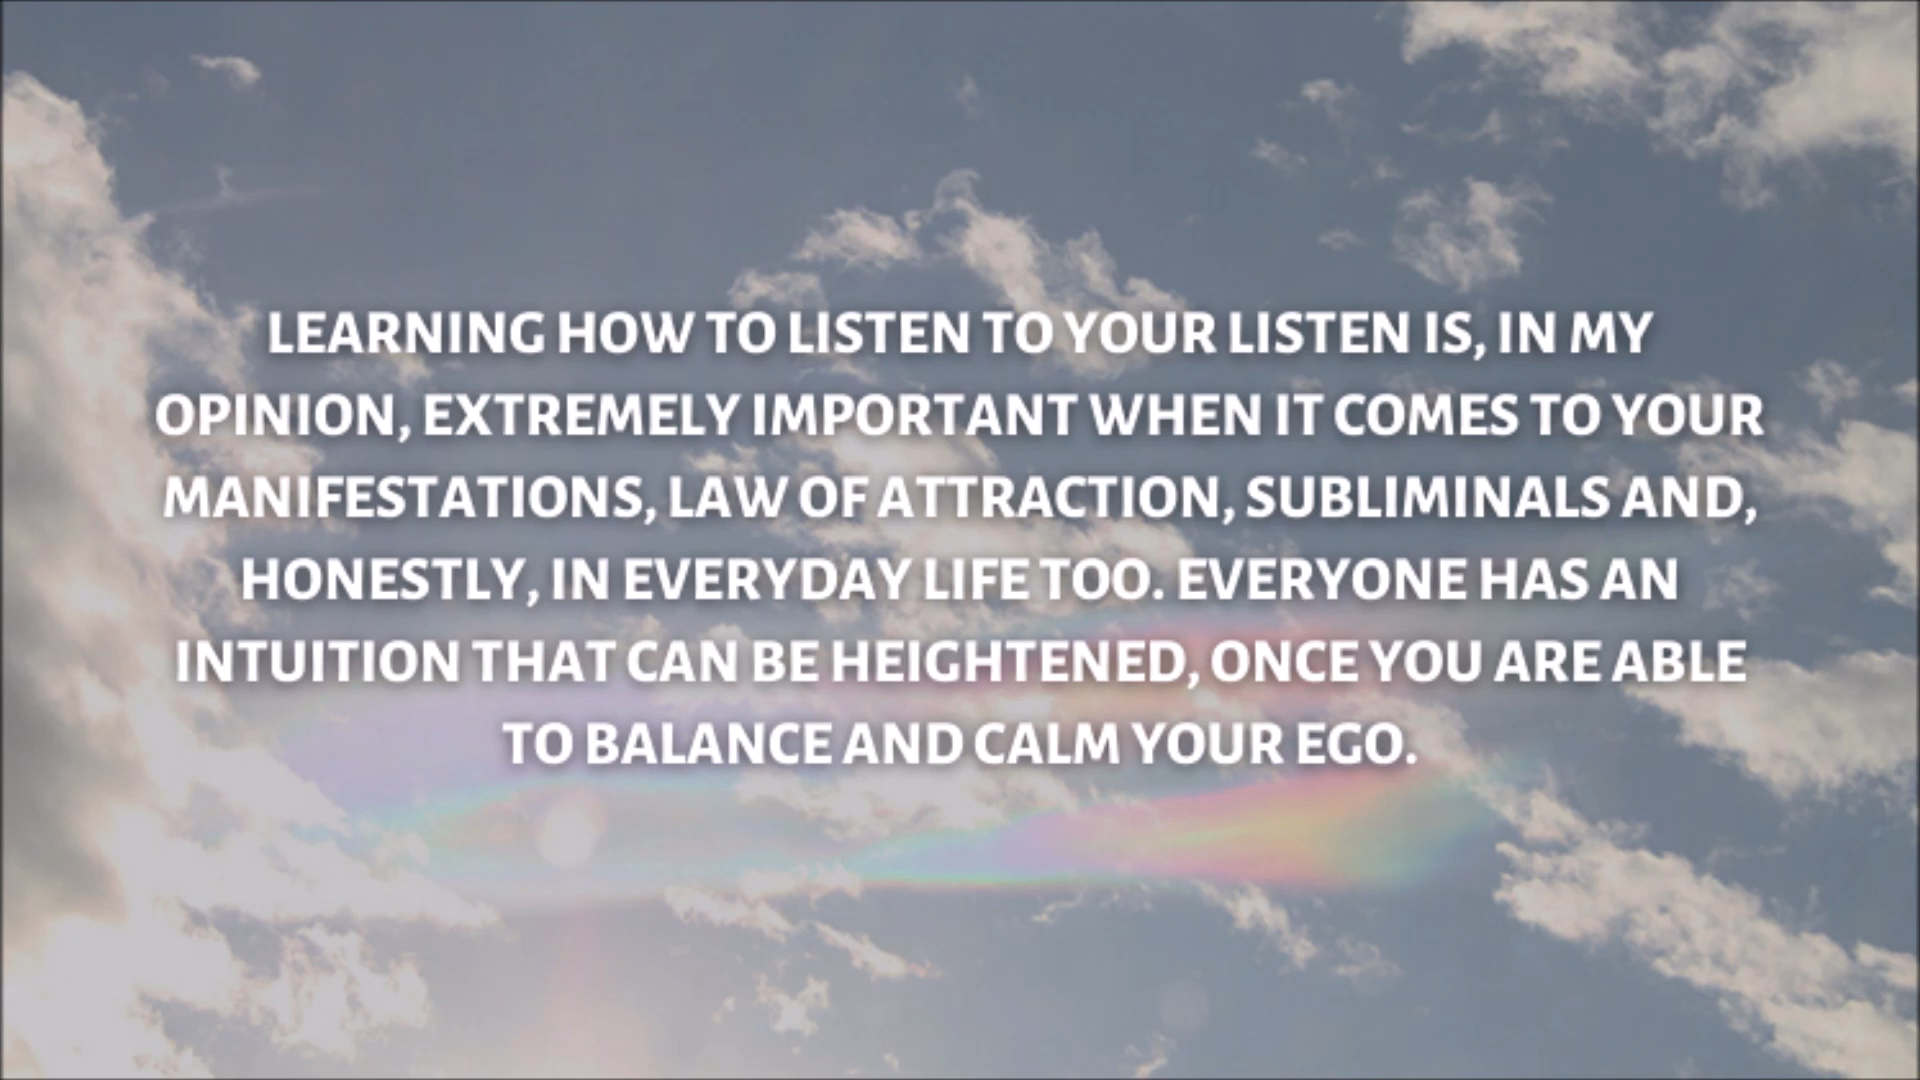 LEARNING HOW TO LISTEN TO YOUR LISTEN IS, IN MY
OPINION, EXTREMELY IMPORTANT WHEN IT COMES TO YOUR
MANIFESTATIONS, LAW OF ATTRACTION, SUBLIMINALS AND,
HONESTLY, IN EVERYDAY LIFE TOO. EVERYONE HAS AN
INTUITION THAT CAN BE HEIGHTENED, ONCE YOU ARE ABLE
TO BALANCE AND CALM YOUR EGO.